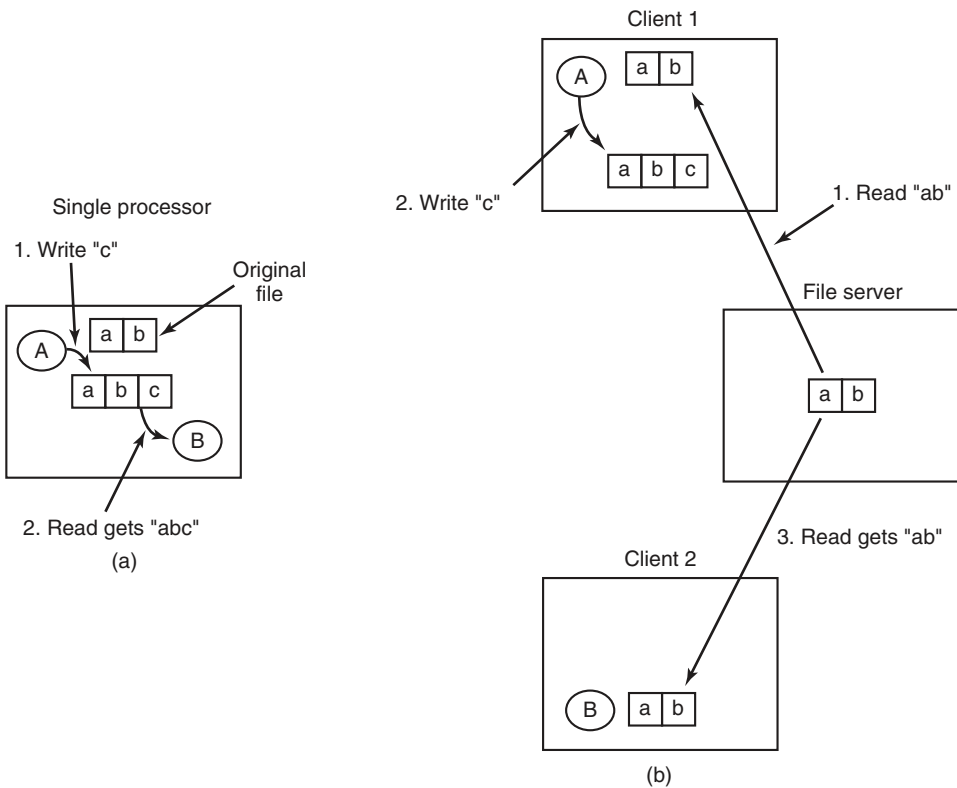 Single processor
1. Write "c"
Original
file
A
a b
a b c
B
2. Read gets "abc"
(a)
Client 1
A
a b
a b c
2. Write "c"
1. Read "ab"
File server
a b
3. Read gets "ab"
Client 2
B
a b
(b)